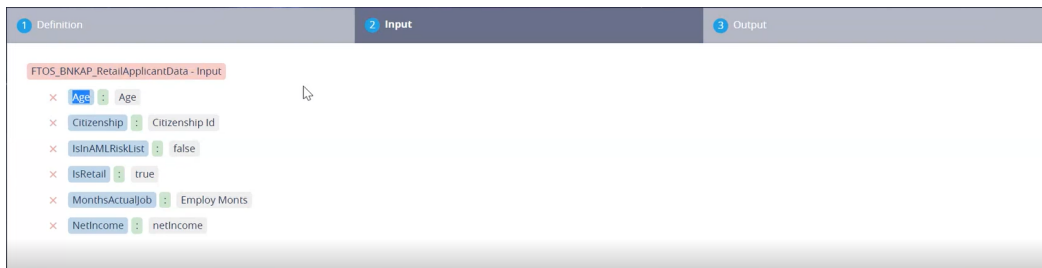 1 Definition 2 Input 3 Output
FTOS_BNKAP_RetailApplicantData - Input
× Age : Age
× Citizenship : Citizenship Id
× IsInAMLRiskList : false
× IsRetail : true
× MonthsActualJob : Employ Monts
× NetIncome : netIncome